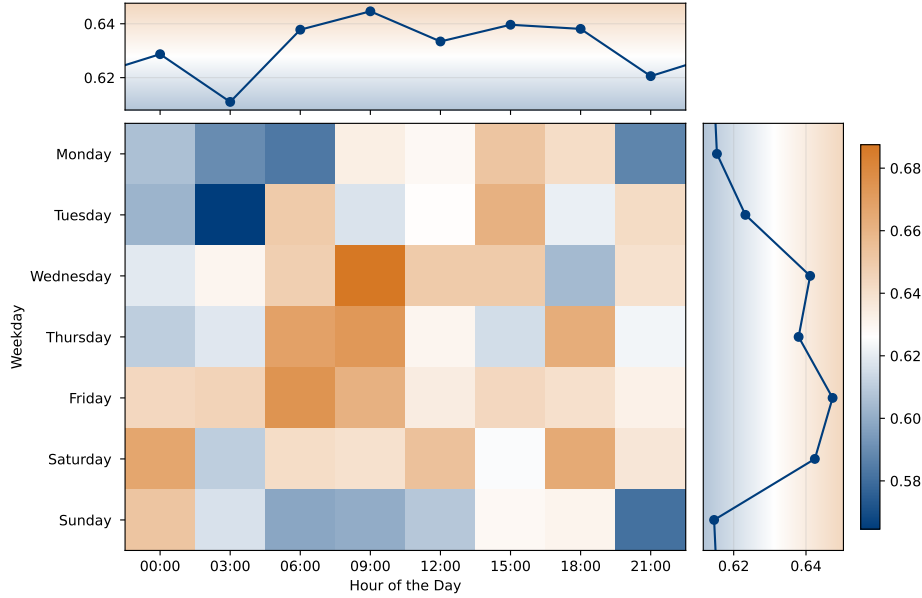 0.64
0.62
Monday
Tuesday
Wednesday
Thursday
Friday
Saturday
Sunday
Weekday
00:00 03:00 06:00 09:00 12:00 15:00 18:00 21:00
Hour of the Day
0.62 0.64
0.68
0.66
0.64
0.62
0.60
0.58